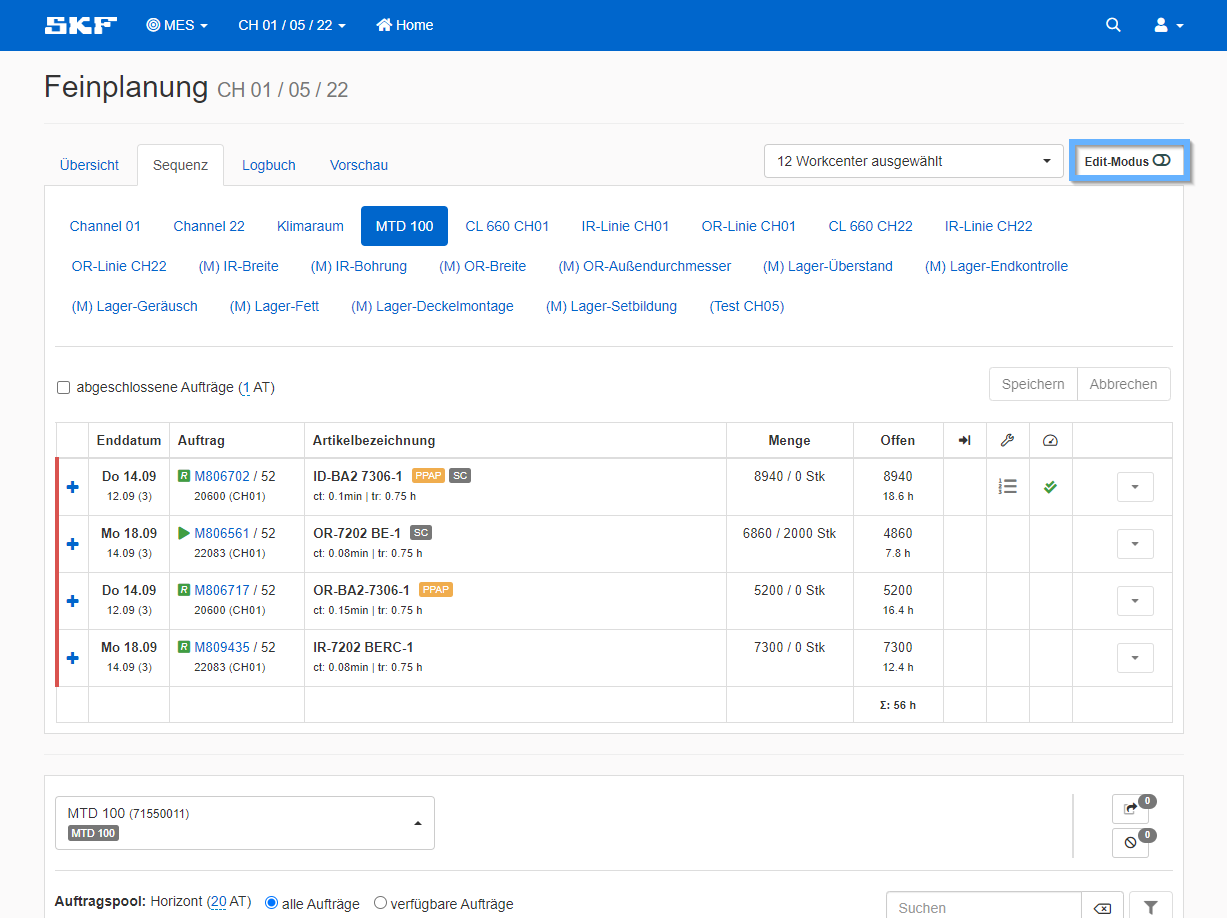 SKF MES CH 01 / 05 / 22 Home
Feinplanung CH 01 / 05 / 22
Übersicht Sequenz Logbuch Vorschau 12 Workcenter ausgewählt Edit-Modus
Channel 01 Channel 22 Klimaraum MTD 100 CL 660 CH01 IR-Linie CH01 OR-Linie CH01 CL 660 CH22 IR-Linie CH22
OR-Linie CH22 (M) IR-Breite (M) IR-Bohrung (M) OR-Breite (M) OR-Außendurchmesser (M) Lager-Überstand (M) Lager-Endkontrolle
(M) Lager-Geräusch (M) Lager-Fett (M) Lager-Deckelmontage (M) Lager-Setbildung (Test CH05)
abgeschlossene Aufträge (1 AT) Speichern Abbrechen
Enddatum Auftrag Artikelbezeichnung Menge Offen
Do 14.09 R M806702 / 52 ID-BA2 7306-1 PPAP SC 8940 / 0 Stk 8940
12.09 (3) 20600 (CH01) ct: 0.1min | tr: 0.75 h 18.6 h
Mo 18.09 M806561 / 52 OR-7202 BE-1 SC 6860 / 2000 Stk 4860
14.09 (3) 22083 (CH01) ct: 0.08min | tr: 0.75 h 7.8 h
Do 14.09 R M806717 / 52 OR-BA2-7306-1 PPAP 5200 / 0 Stk 5200
12.09 (3) 20600 (CH01) ct: 0.15min | tr: 0.75 h 16.4 h
Mo 18.09 R M809435 / 52 IR-7202 BERC-1 7300 / 0 Stk 7300
14.09 (3) 22083 (CH01) ct: 0.08min | tr: 0.75 h 12.4 h
Σ: 56 h
MTD 100 (71550011) 0
MTD 100 0
Auftragspool: Horizont (20 AT) alle Aufträge verfügbare Aufträge Suchen